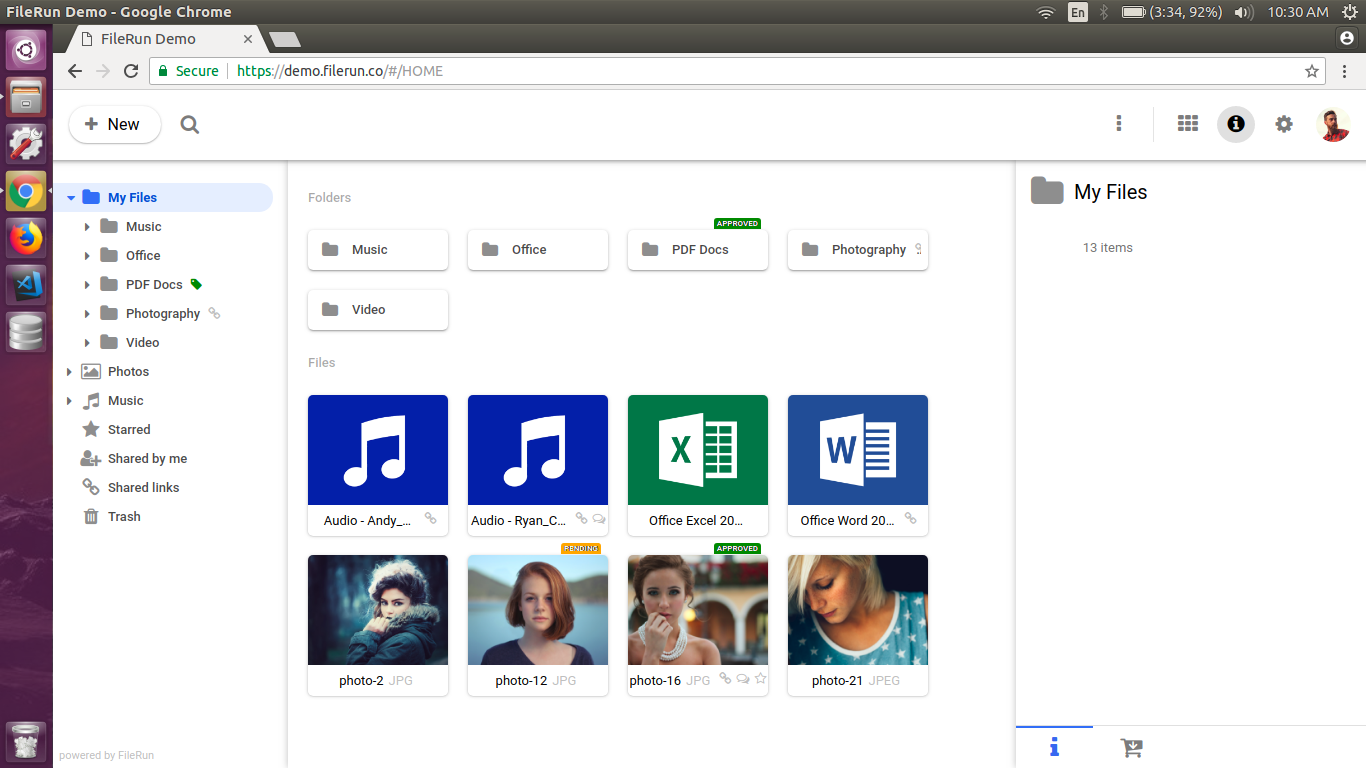 FileRun Demo - Google Chrome
En
(3:34, 92%)
10:30 AM
FileRun Demo
Secure
https://demo.filerun.co/#/HOME
New
My Files
Music
Office
PDF Docs
Photography
Video
Photos
Music
Starred
Shared by me
Shared links
Trash
powered by FileRun
Folders
APPROVED
Music
Office
PDF Docs
Photography
Video
Files
X
W
Audio - Andy_...
Audio - Ryan_C...
Office Excel 20...
Office Word 20...
PENDING
APPROVED
photo-2 JPG
photo-12 JPG
photo-16 JPG
photo-21 JPEG
My Files
13 items